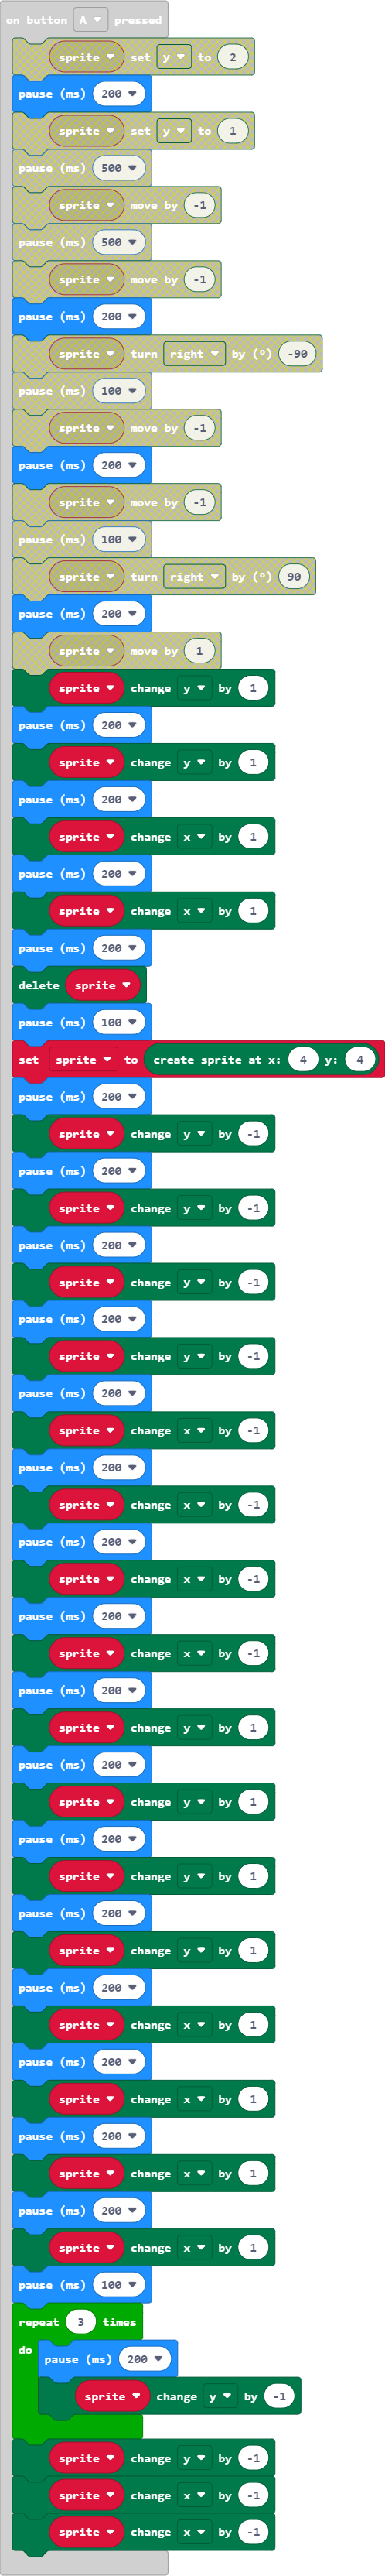 on button A pressed
sprite set y to 2
pause (ms) 200
sprite set y to 1
pause (ms) 500
sprite move by -1
pause (ms) 500
sprite move by -1
pause (ms) 200
sprite turn right by (°) -90
pause (ms) 100
sprite move by -1
pause (ms) 200
sprite move by -1
pause (ms) 100
sprite turn right by (°) 90
pause (ms) 200
sprite move by 1
sprite change y by 1
pause (ms) 200
sprite change y by 1
pause (ms) 200
sprite change x by 1
pause (ms) 200
sprite change x by 1
pause (ms) 200
delete sprite
pause (ms) 100
set sprite to create sprite at x: 4 y: 4
pause (ms) 200
sprite change y by -1
pause (ms) 200
sprite change y by -1
pause (ms) 200
sprite change y by -1
pause (ms) 200
sprite change y by -1
pause (ms) 200
sprite change x by -1
pause (ms) 200
sprite change x by -1
pause (ms) 200
sprite change x by -1
pause (ms) 200
sprite change x by -1
pause (ms) 200
sprite change y by 1
pause (ms) 200
sprite change y by 1
pause (ms) 200
sprite change y by 1
pause (ms) 200
sprite change y by 1
pause (ms) 200
sprite change x by 1
pause (ms) 200
sprite change x by 1
pause (ms) 200
sprite change x by 1
pause (ms) 200
sprite change x by 1
pause (ms) 100
repeat 3 times
do pause (ms) 200
sprite change y by -1
sprite change y by -1
sprite change x by -1
sprite change x by -1